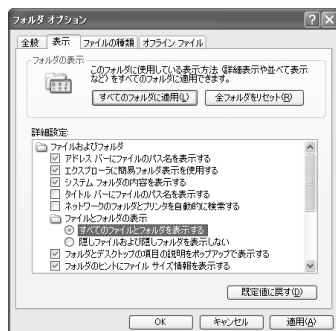 フォルダ オプション
全般 表示 ファイルの種類 オフライン ファイル
フォルダの表示
このフォルダに使用している表示方法 (詳細表示や並べて表示
など) をすべてのフォルダに適用できます。
すべてのフォルダに適用(L) 全フォルダをリセット(R)
詳細設定:
ファイルおよびフォルダ
アドレス バーにファイルのパス名を表示する
エクスプローラに簡易フォルダ表示を使用する
システム フォルダの内容を表示する
タイトル バーにファイルのパス名を表示する
ネットワークのフォルダとプリンタを自動的に検索する
ファイルとフォルダの表示
すべてのファイルとフォルダを表示する
隠しファイルおよび隠しフォルダを表示しない
フォルダとデスクトップの項目の説明をポップアップで表示する
フォルダのヒントにファイル サイズ情報を表示する
既定値に戻す(D)
OK キャンセル 適用(A)